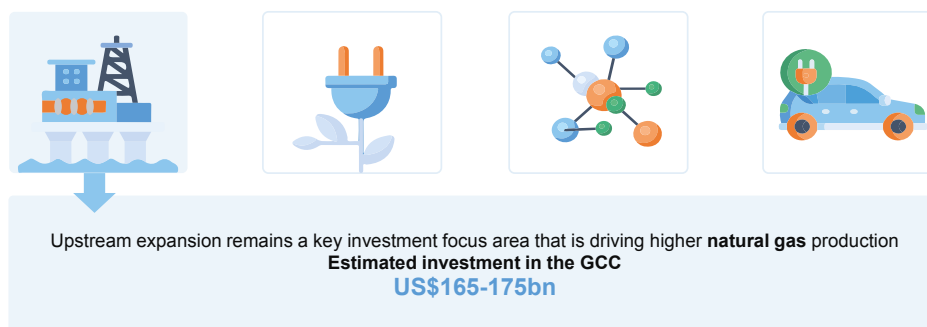 Upstream expansion remains a key investment focus area that is driving higher natural gas production
Estimated investment in the GCC
US$165-175bn